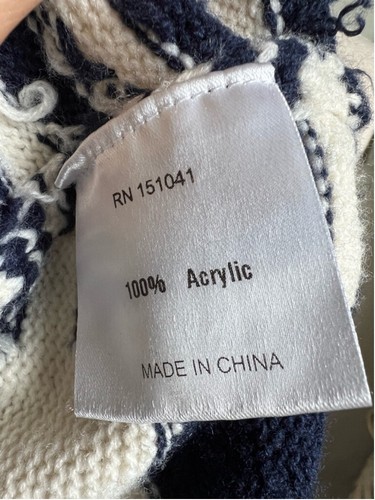 RN 151041
100% Acrylic
MADE IN CHINA